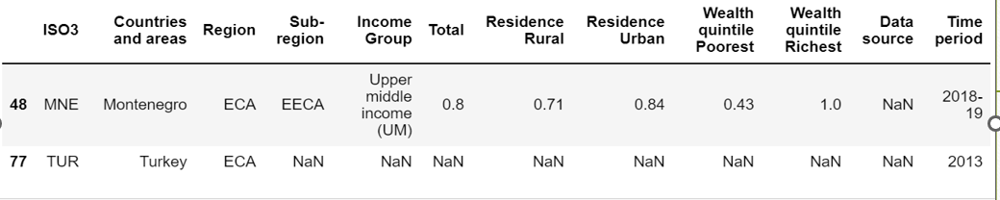 ISO3 Countries and areas Region Sub-region Income Group Total Residence Rural Residence Urban Wealth quintile Poorest Wealth quintile Richest Data source Time period
48 MNE Montenegro ECA EECA Upper middle income (UM) 0.8 0.71 0.84 0.43 1.0 NaN 2018-19
77 TUR Turkey ECA NaN NaN NaN NaN NaN NaN NaN NaN 2013